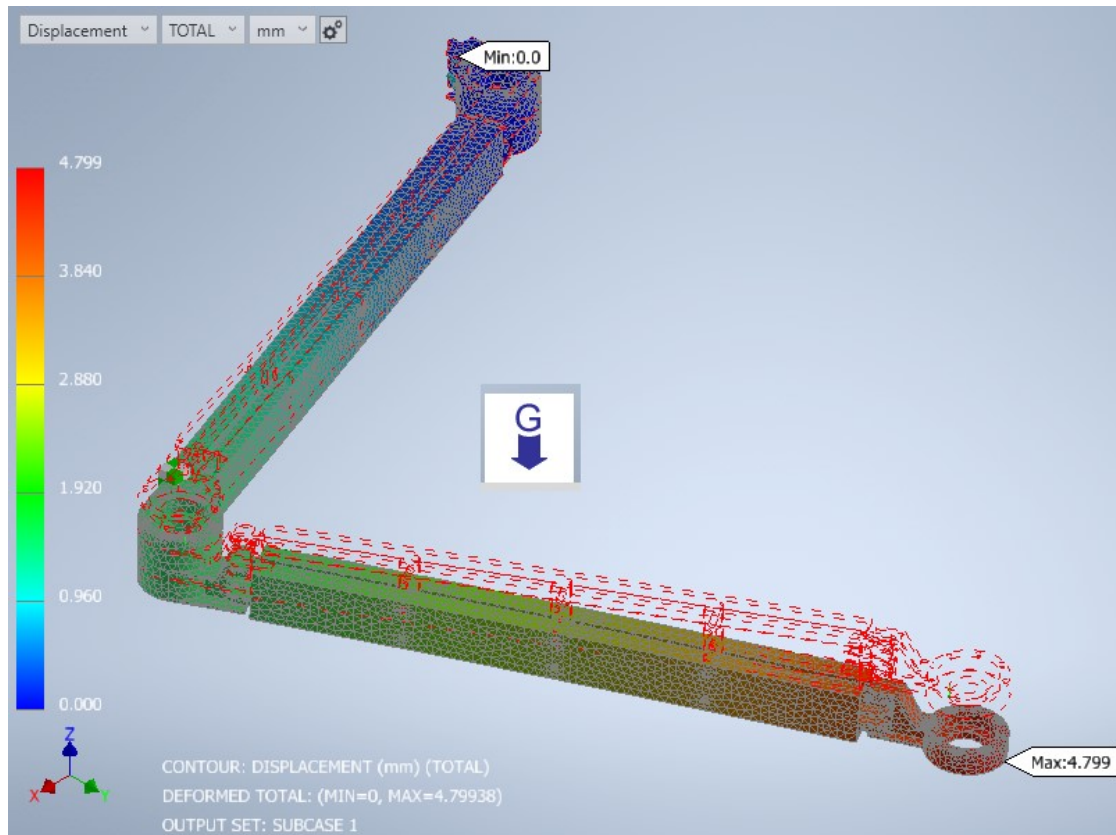 Displacement TOTAL mm
Min:0.0
4.799
3.840
2.880
G
1.920
0.960
0.000
Z
X Y
Max:4.799
CONTOUR: DISPLACEMENT (mm) (TOTAL)
DEFORMED TOTAL: (MIN=0, MAX=4.79938)
OUTPUT SET: SUBCASE 1